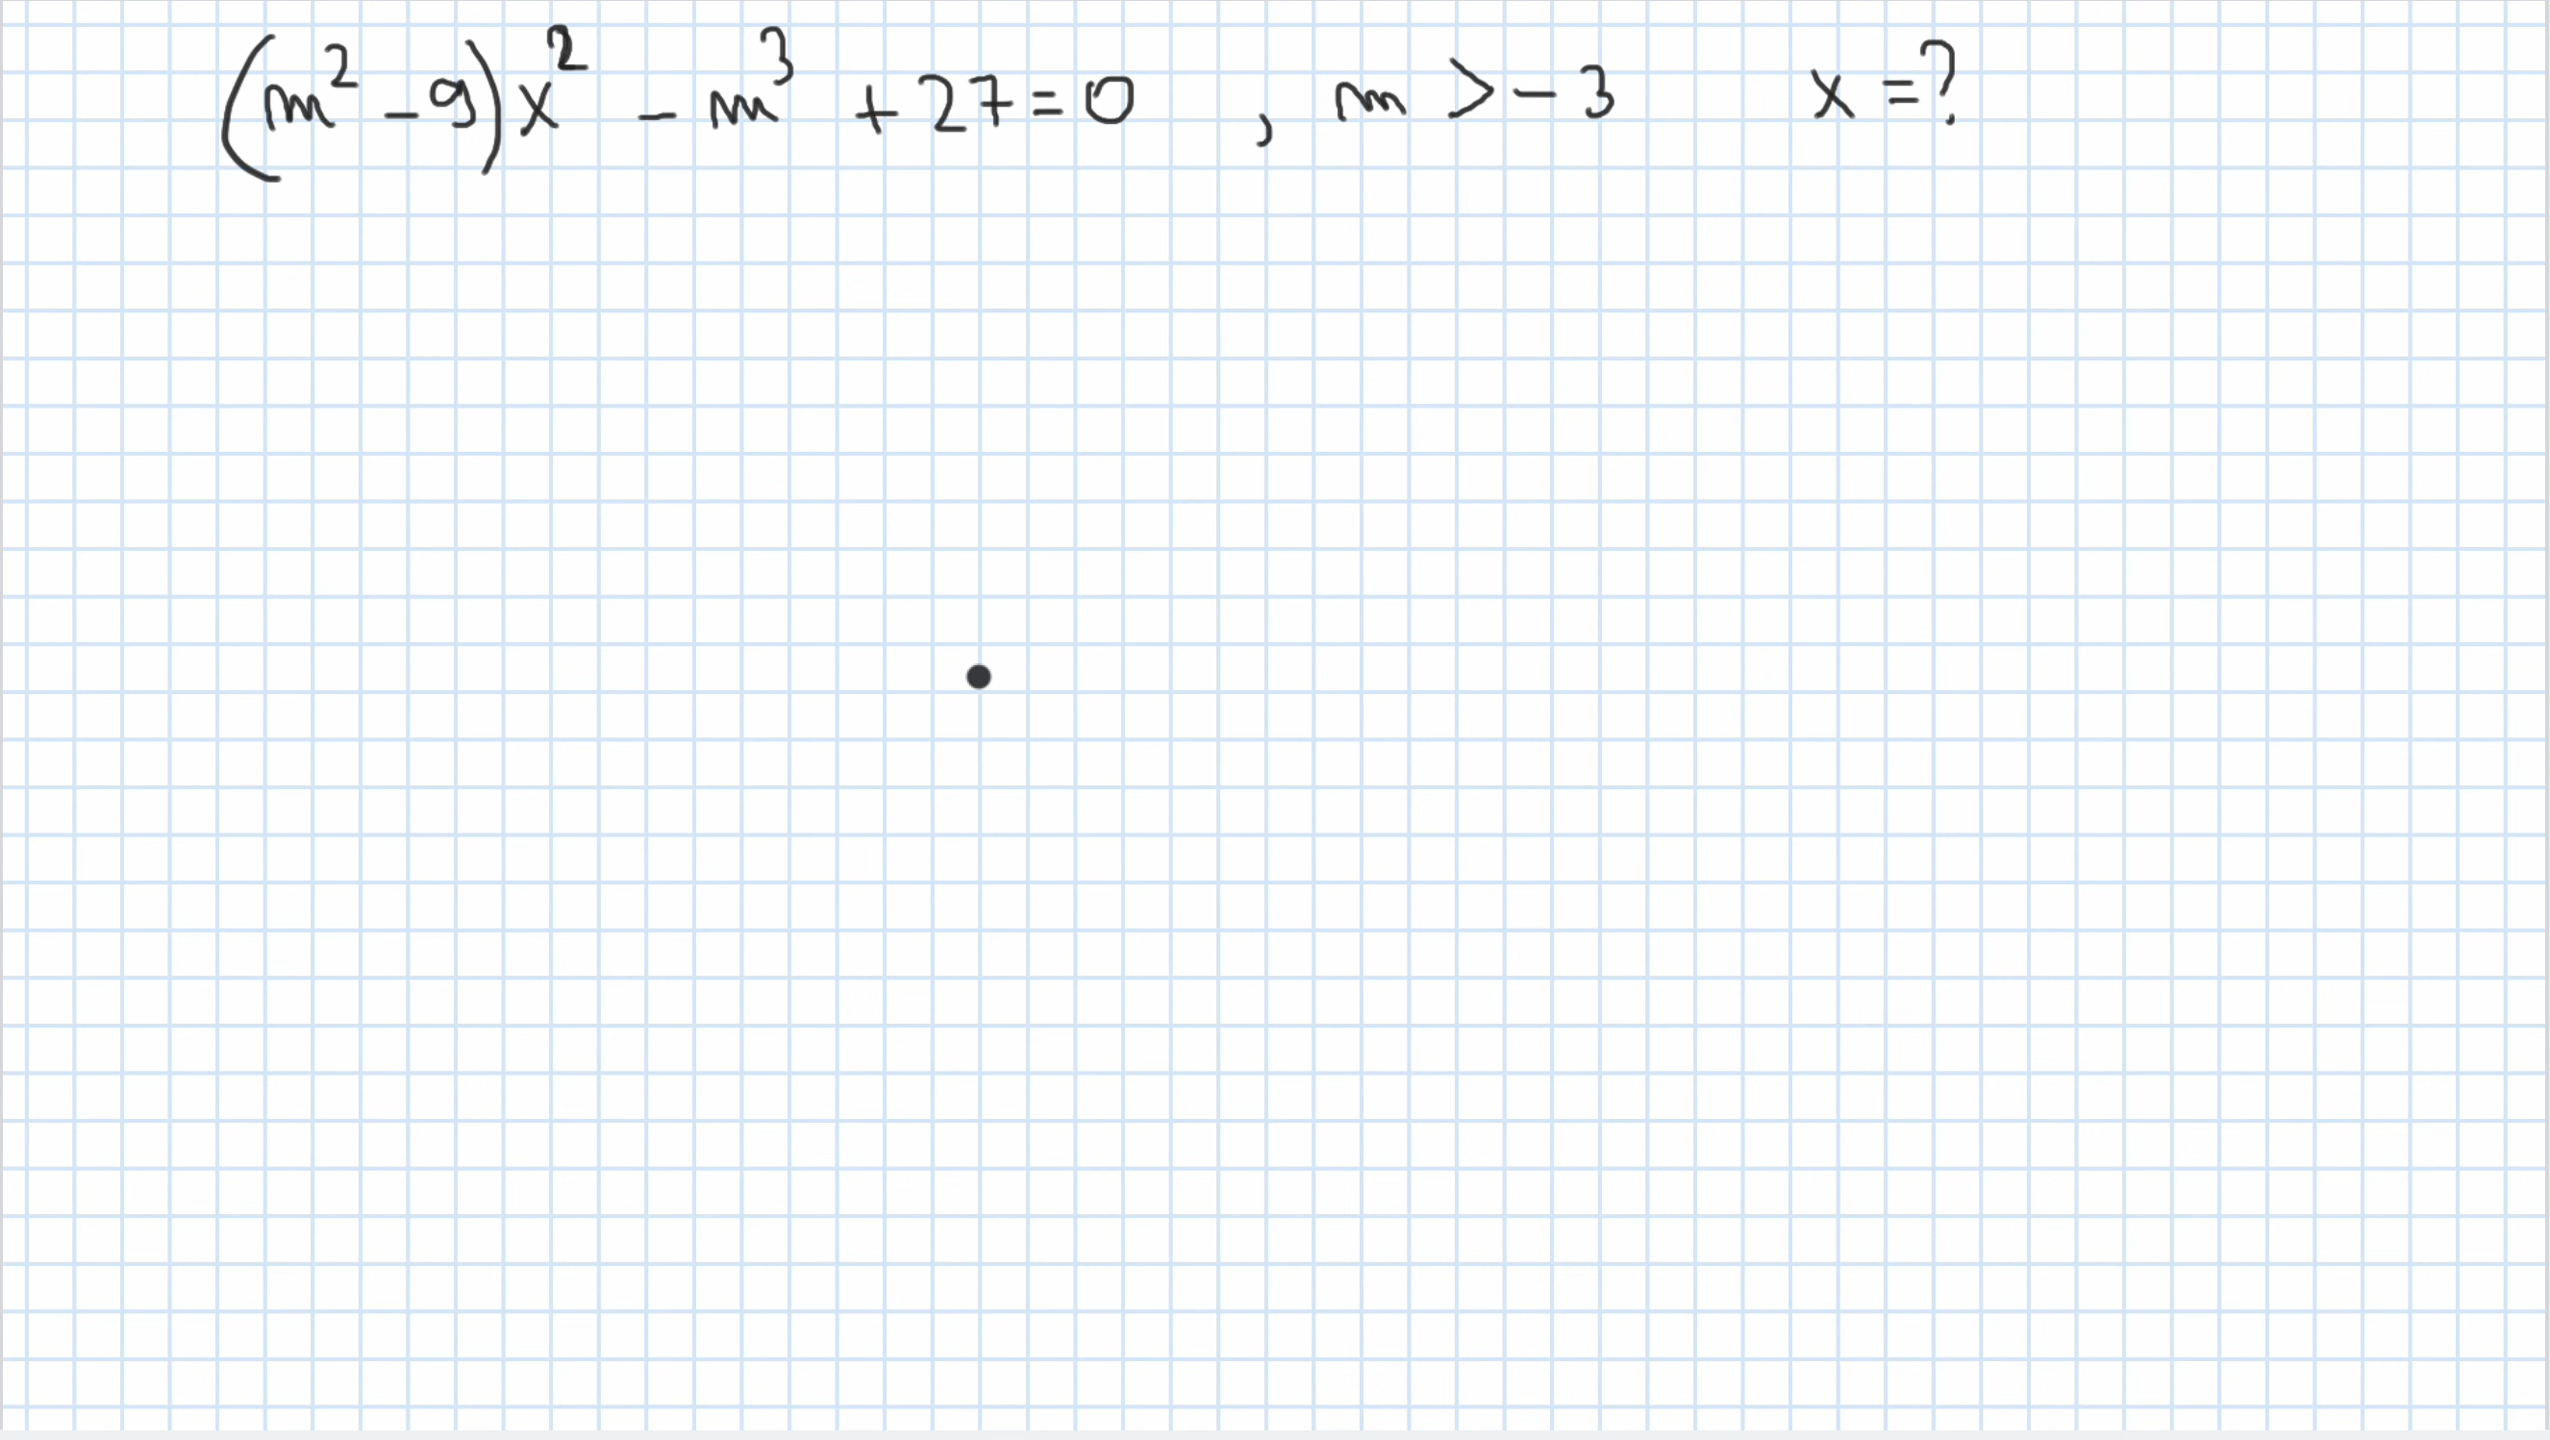 (m² - 9)x² - m³ + 27 = 0 , m > -3 x = ?